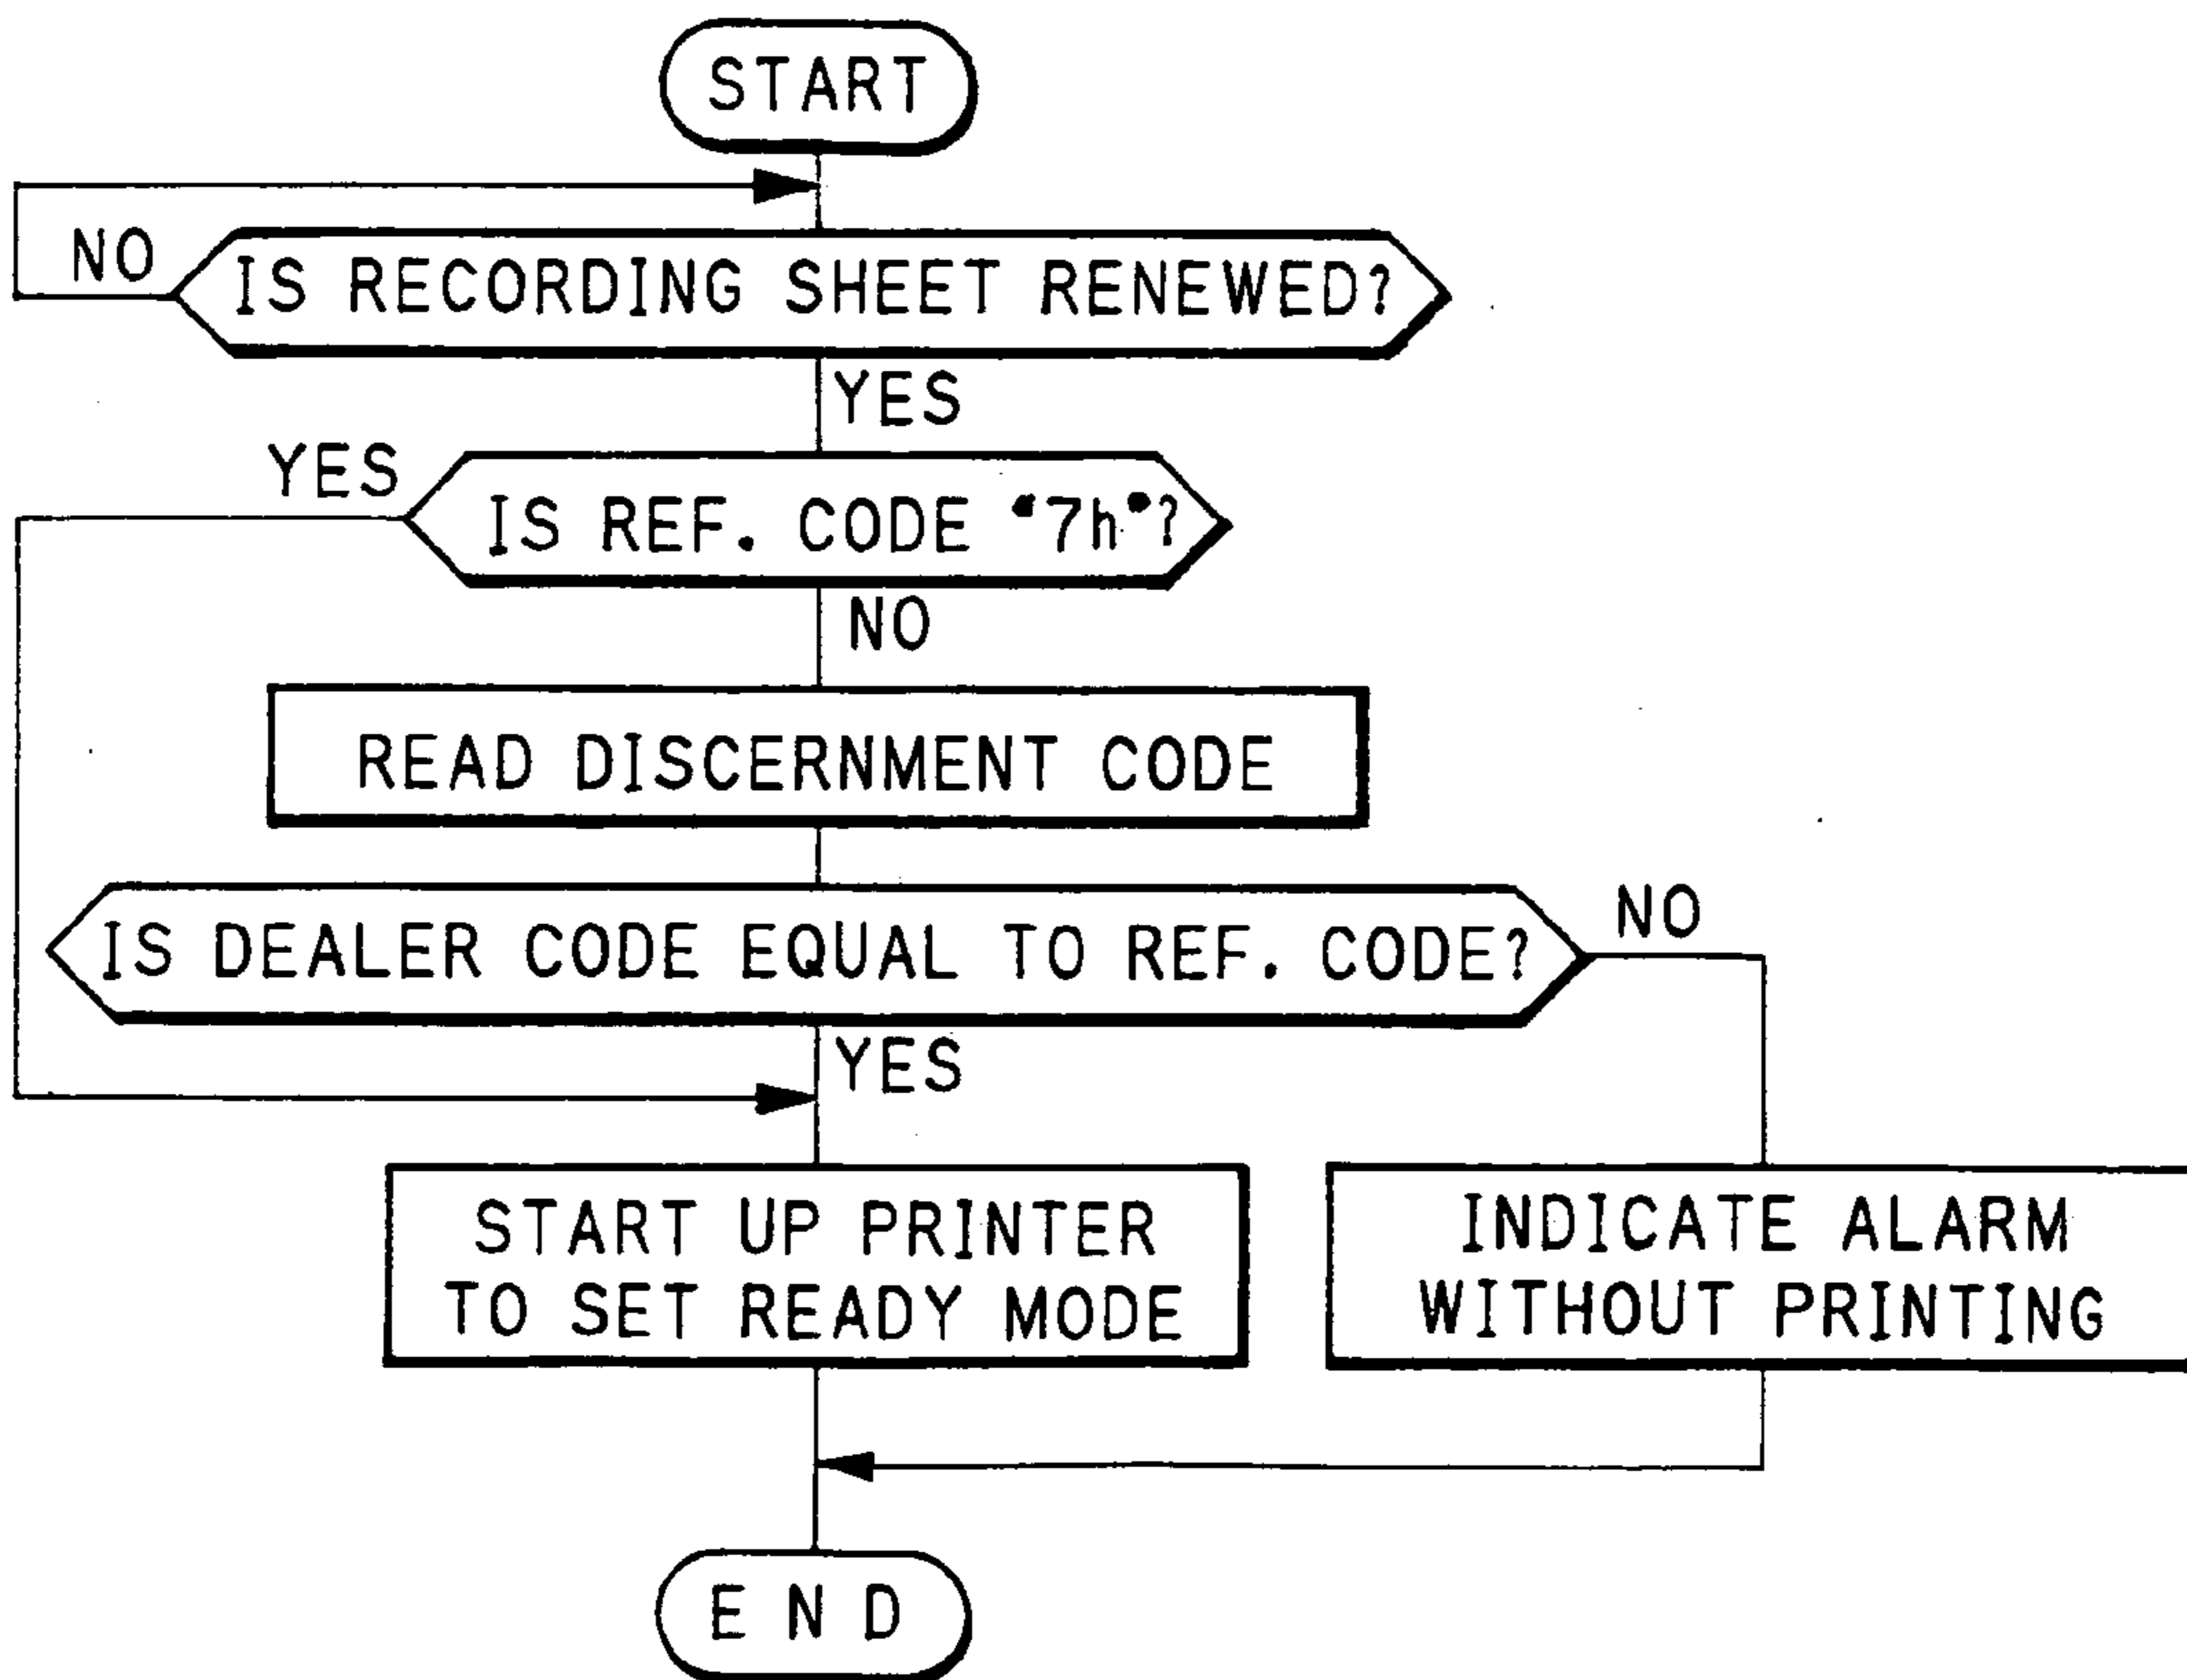 START
NO
IS RECORDING SHEET RENEWED?
YES
YES
IS REF. CODE "7h"?
NO
READ DISCERNMENT CODE
NO
IS DEALER CODE EQUAL TO REF. CODE?
YES
START UP PRINTER
TO SET READY MODE
INDICATE ALARM
WITHOUT PRINTING
END